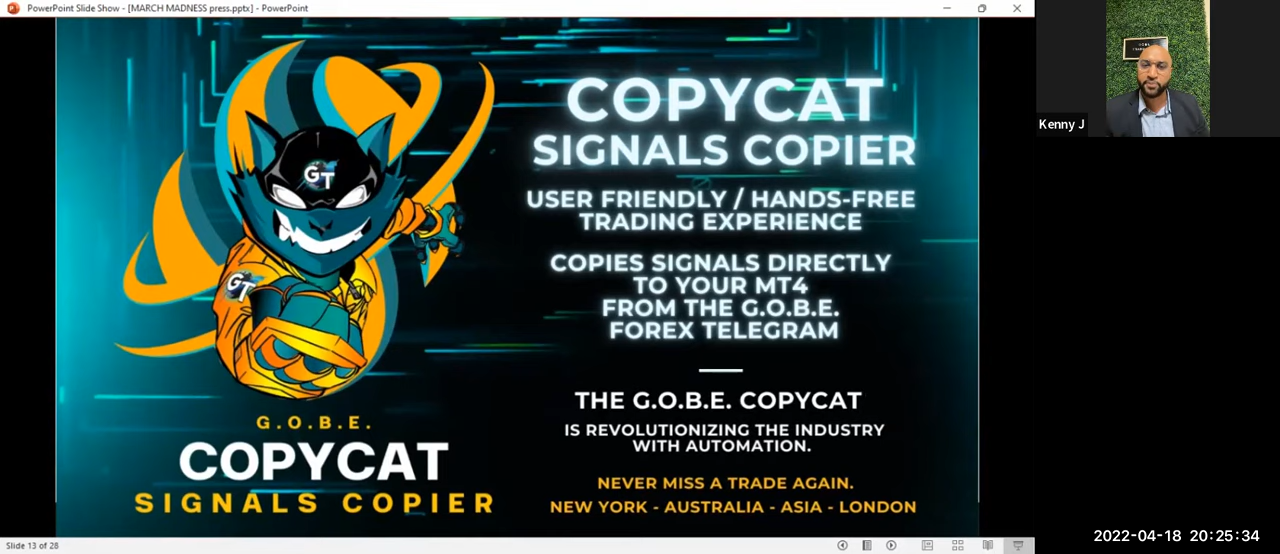 PowerPoint Slide Show - [MARCH MADNESS press.pptx] - PowerPoint
Kenny J
GT
GT
G.O.B.E.
COPYCAT
SIGNALS COPIER
COPYCAT
SIGNALS COPIER
USER FRIENDLY / HANDS-FREE
TRADING EXPERIENCE
COPIES SIGNALS DIRECTLY
TO YOUR MT4
FROM THE G.O.B.E.
FOREX TELEGRAM
THE G.O.B.E. COPYCAT
IS REVOLUTIONIZING THE INDUSTRY
WITH AUTOMATION.
NEVER MISS A TRADE AGAIN.
NEW YORK - AUSTRALIA - ASIA - LONDON
Slide 13 of 28
2022-04-18 20:25:34